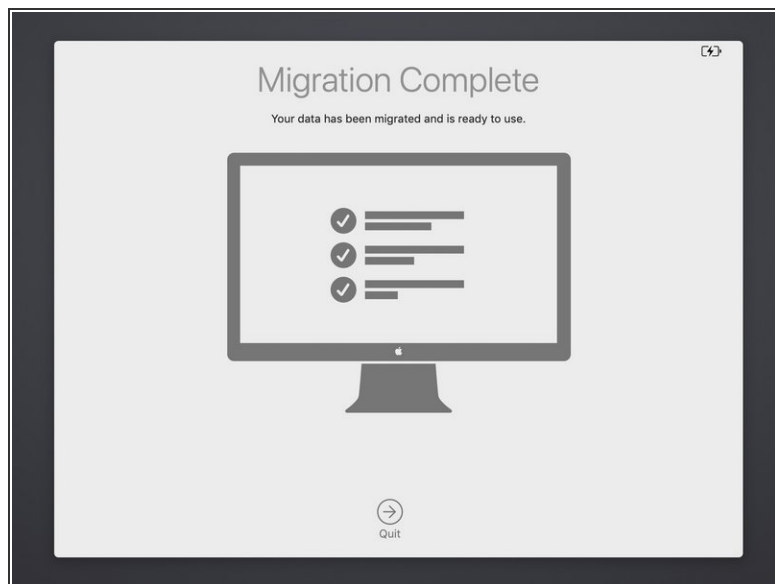 Migration Complete
Your data has been migrated and is ready to use.
Quit